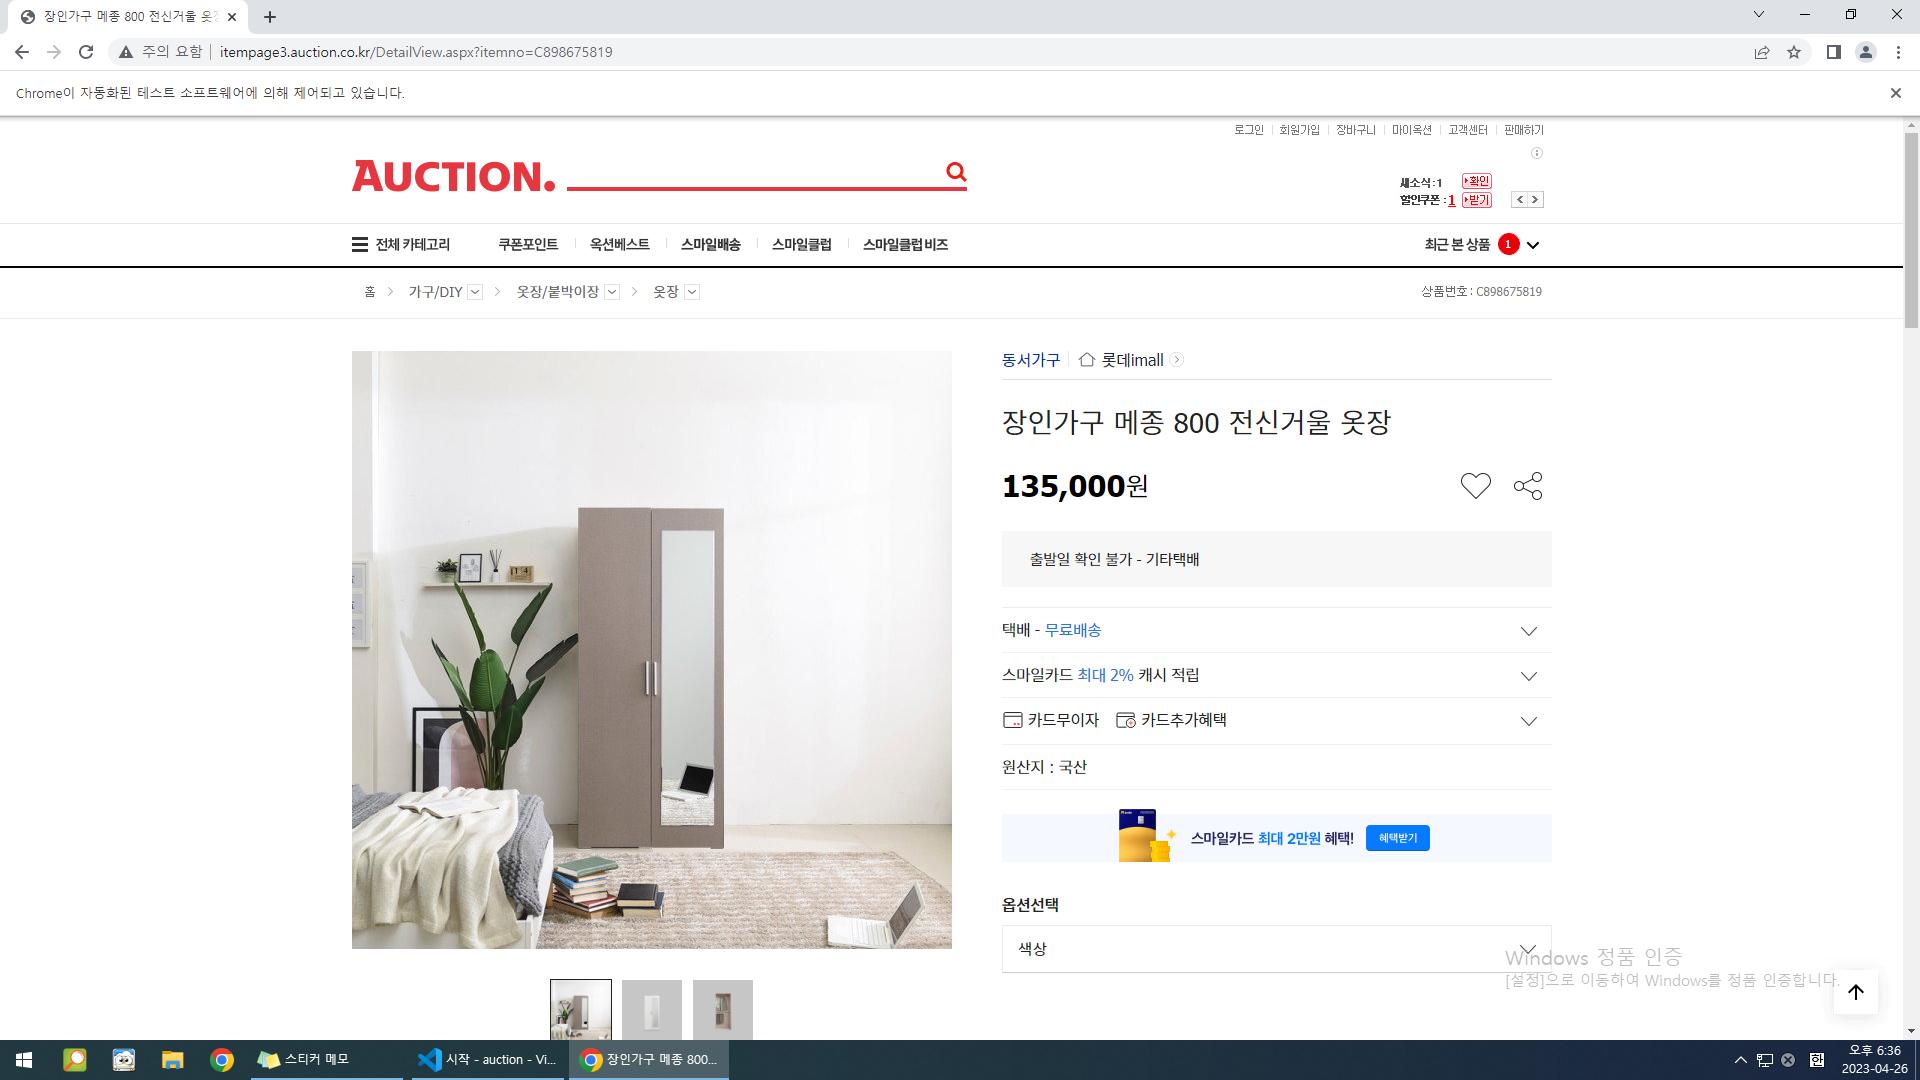 장인가구 메종 800 전신거울 옷장
주의 요함
itempage3.auction.co.kr/DetailView.aspx?itemno=C898675819
Chrome이 자동화된 테스트 소프트웨어에 의해 제어되고 있습니다.
로그인 회원가입 장바구니 마이옥션 고객센터 판매하기
AUCTION.
새소식 : 1 확인
할인쿠폰 : 1 받기
전체 카테고리 쿠폰포인트 옥션베스트 스마일배송 스마일클럽 스마일클럽 비즈
최근 본 상품 1
홈 가구/DIY 옷장/붙박이장 옷장
상품번호 : C898675819
동서가구 롯데imall
장인가구 메종 800 전신거울 옷장
135,000원
출발일 확인 불가 - 기타택배
택배 - 무료배송
스마일카드 최대 2% 캐시 적립
카드무이자 카드추가혜택
원산지 : 국산
스마일카드 최대 2만원 혜택! 혜택받기
옵션선택
색상
Windows 정품 인증
[설정]으로 이동하여 Windows를 정품 인증합니다.
스티커 메모
시작 - auction - Vi...
장인가구 메종 800...
한
오후 6:36
2023-04-26